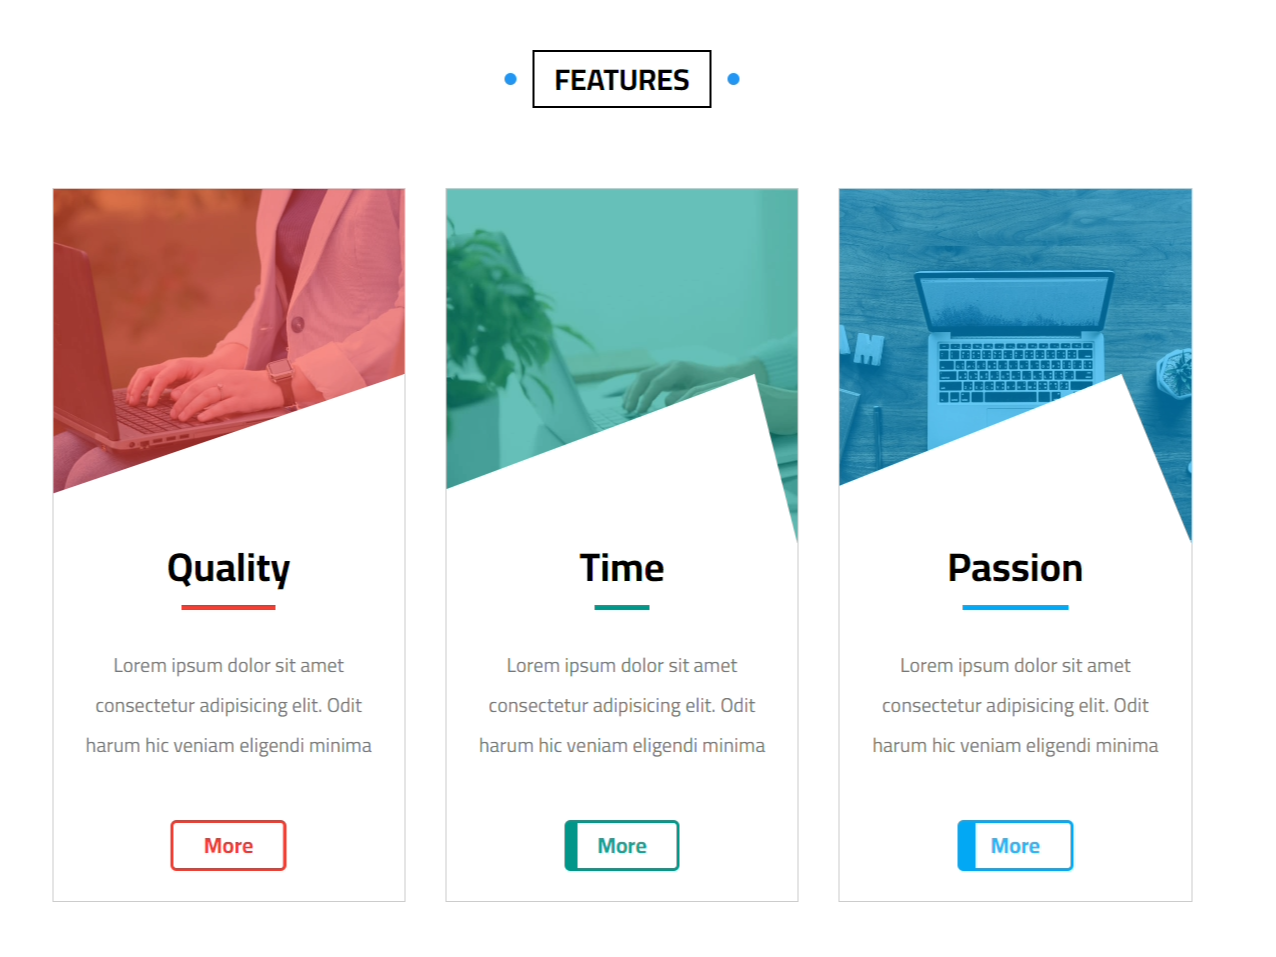 FEATURES
Quality
Lorem ipsum dolor sit amet
consectetur adipisicing elit. Odit
harum hic veniam eligendi minima
More
Time
Lorem ipsum dolor sit amet
consectetur adipisicing elit. Odit
harum hic veniam eligendi minima
More
Passion
Lorem ipsum dolor sit amet
consectetur adipisicing elit. Odit
harum hic veniam eligendi minima
More